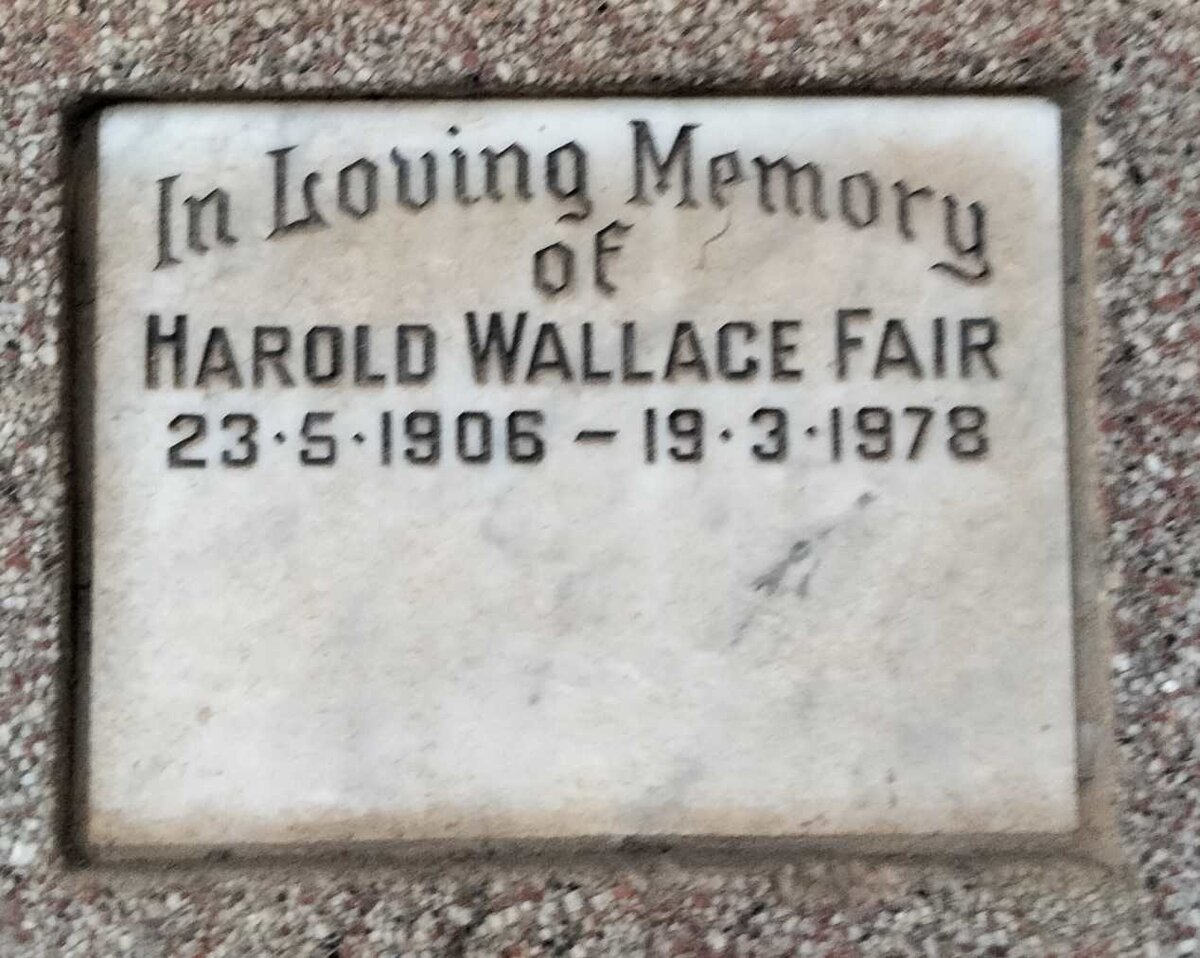 In Loving Memory
of
HAROLD WALLACE FAIR
23·5·1906 – 19·3·1978